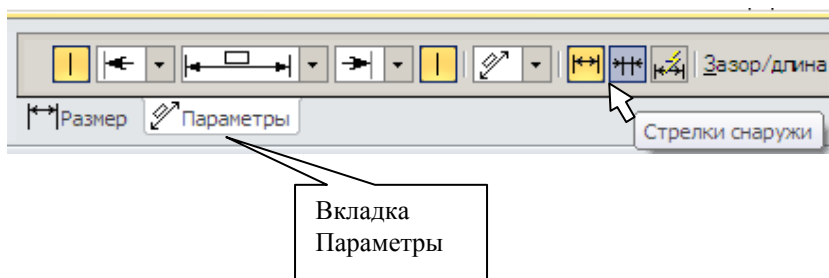 Зазор/длина
Размер
Параметры
Стрелки снаружи
Вкладка
Параметры